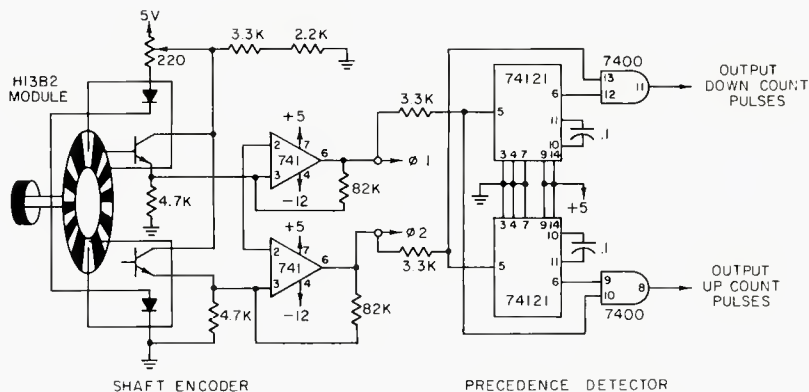 5V
220
3.3K
2.2K
H13B2
MODULE
4.7K
+5
2
7
741
6
3
4
-12
82K
φ 1
3.3K
+5
2
7
741
6
3
4
-12
82K
φ 2
3.3K
4.7K
74121
5
6
11
10
.1
3 4 7
9 14
+5
3 4 7
9 14
10
11
.1
5
6
74121
7400
13
12
11
OUTPUT
DOWN COUNT
PULSES
9
10
8
7400
OUTPUT
UP COUNT
PULSES
SHAFT ENCODER
PRECEDENCE DETECTOR